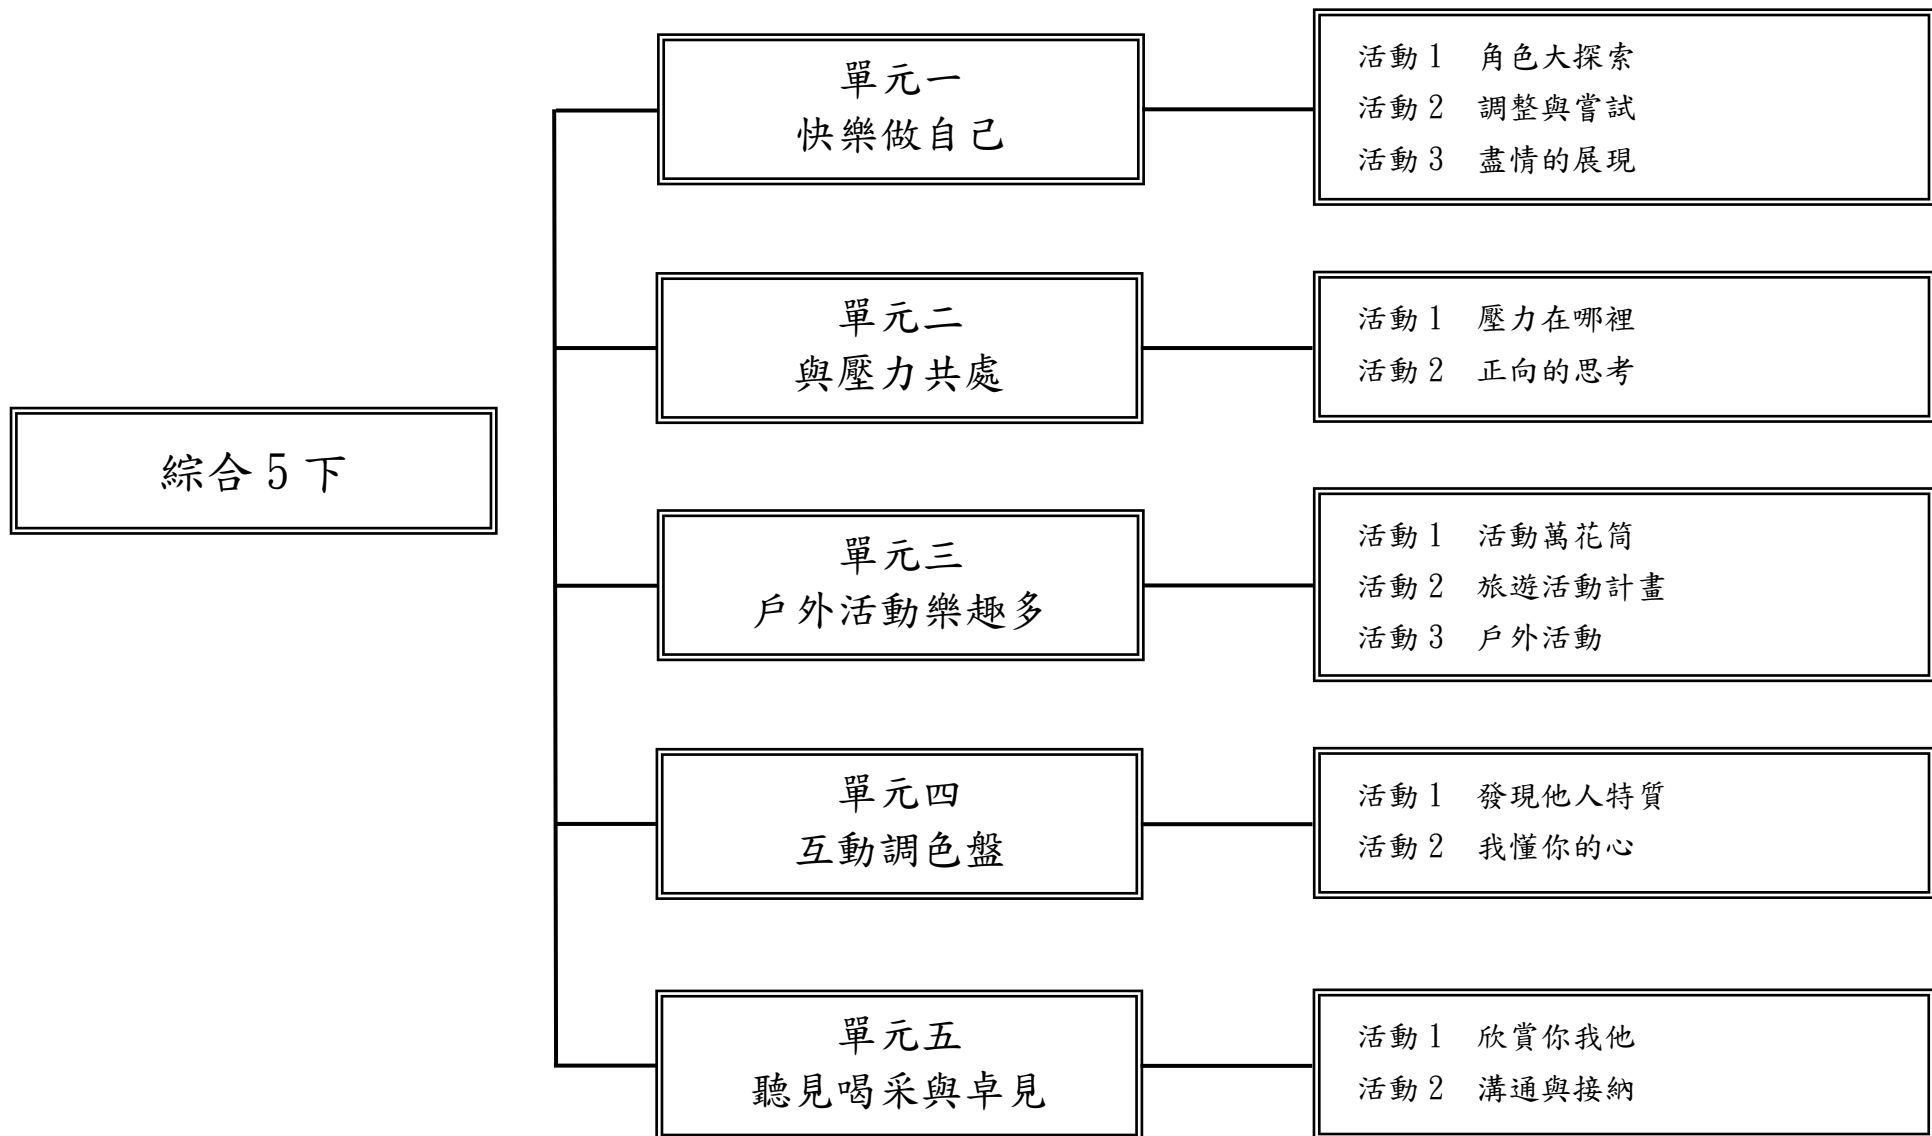 綜合 5 下
單元一
快樂做自己
活動 1 角色大探索
活動 2 調整與嘗試
活動 3 盡情的展現
單元二
與壓力共處
活動 1 壓力在哪裡
活動 2 正向的思考
單元三
戶外活動樂趣多
活動 1 活動萬花筒
活動 2 旅遊活動計畫
活動 3 戶外活動
單元四
互動調色盤
活動 1 發現他人特質
活動 2 我懂你的心
單元五
聽見喝采與卓見
活動 1 欣賞你我他
活動 2 溝通與接納